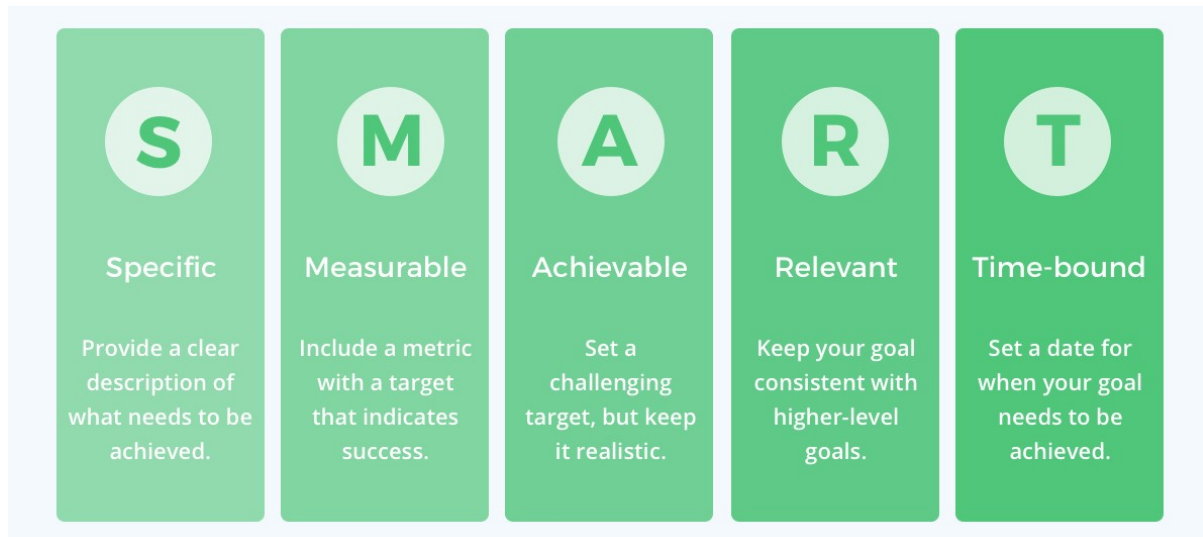 S
Specific
Provide a clear
description of
what needs to be
achieved.
M
Measurable
Include a metric
with a target
that indicates
success.
A
Achievable
Set a
challenging
target, but keep
it realistic.
R
Relevant
Keep your goal
consistent with
higher-level
goals.
T
Time-bound
Set a date for
when your goal
needs to be
achieved.